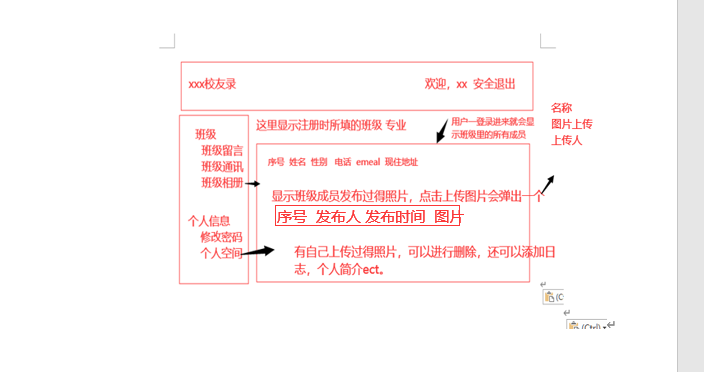 xxx校友录
欢迎，xx 安全退出
名称
图片上传
上传人
这里显示注册时所填的班级 专业
用户一登录进来就会显
示班级里的所有成员
班级
班级留言
班级通讯
班级相册
个人信息
修改密码
个人空间
序号 姓名 性别 电话 emeal 现住地址
显示班级成员发布过得照片，点击上传图片会弹出一个
序号 发布人 发布时间 图片
有自己上传过得照片，可以进行删除，还可以添加日
志，个人简介ect。
(Ctrl)